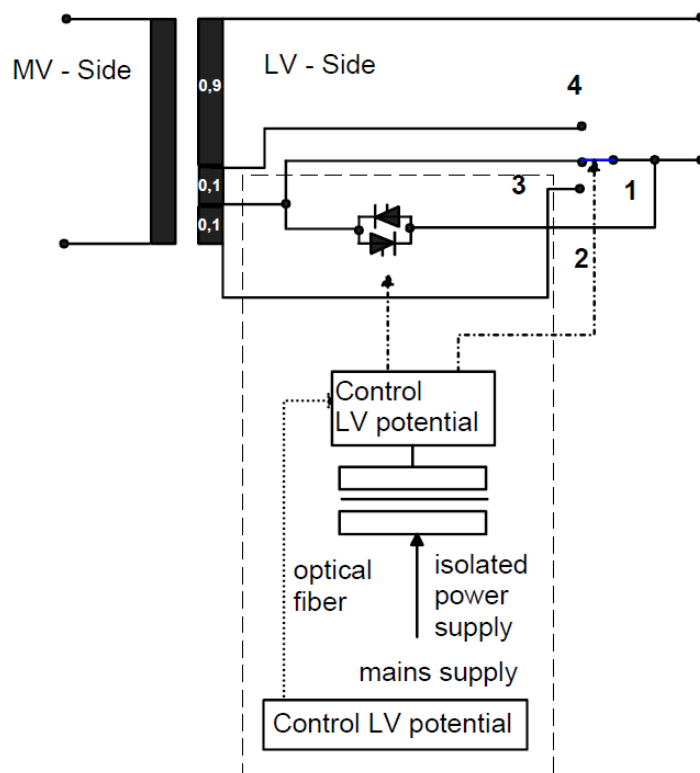 MV - Side
LV - Side
0,9
4
0,1
3
1
0,1
2
Control
LV potential
optical
fiber
isolated
power
supply
mains supply
Control LV potential